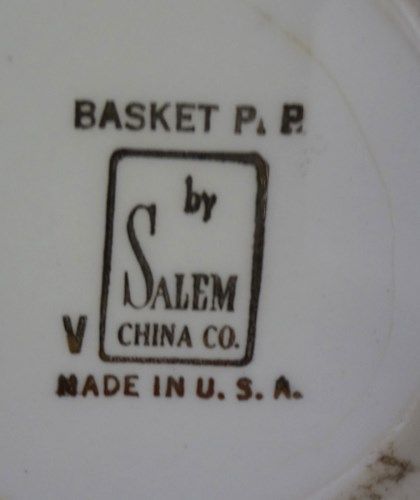 BASKET P. P.
by
SALEM
CHINA CO.
V
MADE IN U. S. A.